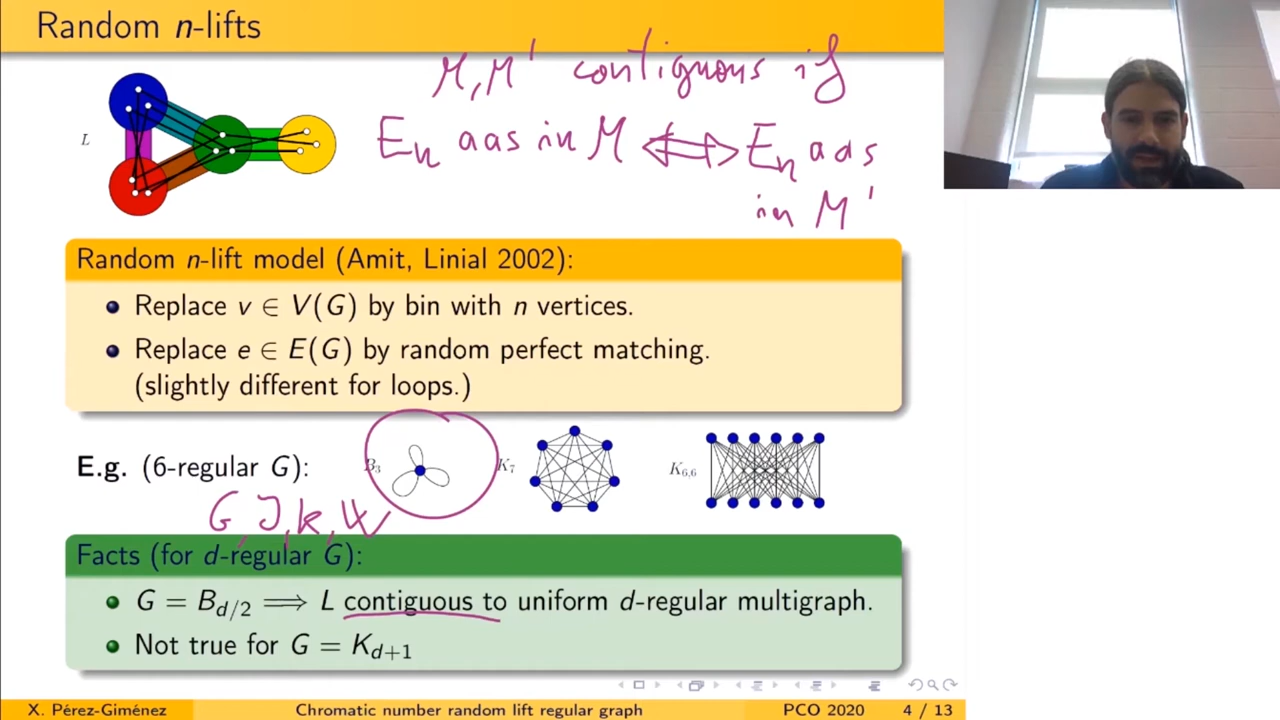 Random n-lifts
M, M' contiguous if
En aas in M ⟺ En aas
in M'
L
Random n-lift model (Amit, Linial 2002):
Replace v ∈ V(G) by bin with n vertices.
Replace e ∈ E(G) by random perfect matching.
(slightly different for loops.)
E.g. (6-regular G):
B₃
K₇
K₆,₆
G, J, K, W
Facts (for d-regular G):
G = B_{d/2} ⟹ L contiguous to uniform d-regular multigraph.
Not true for G = K_{d+1}
X. Pérez-Giménez
Chromatic number random lift regular graph
PCO 2020
4 / 13